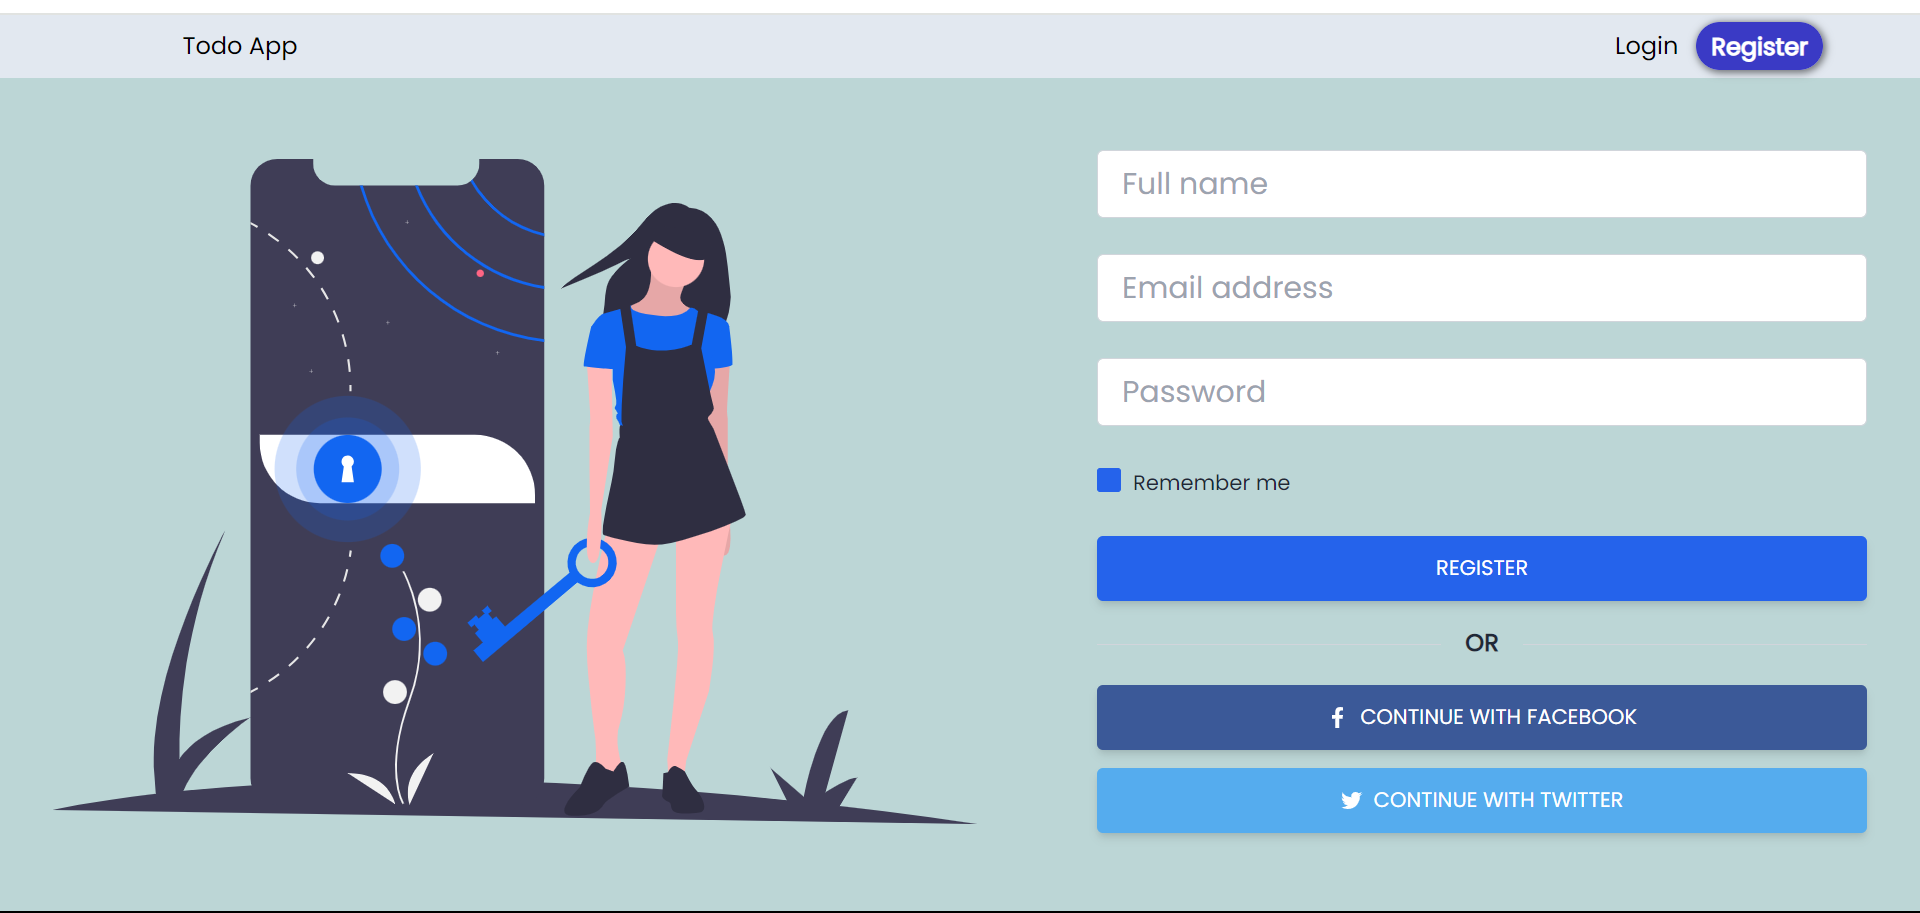 Todo App
Login
Register
Full name
Email address
Password
Remember me
REGISTER
OR
CONTINUE WITH FACEBOOK
CONTINUE WITH TWITTER